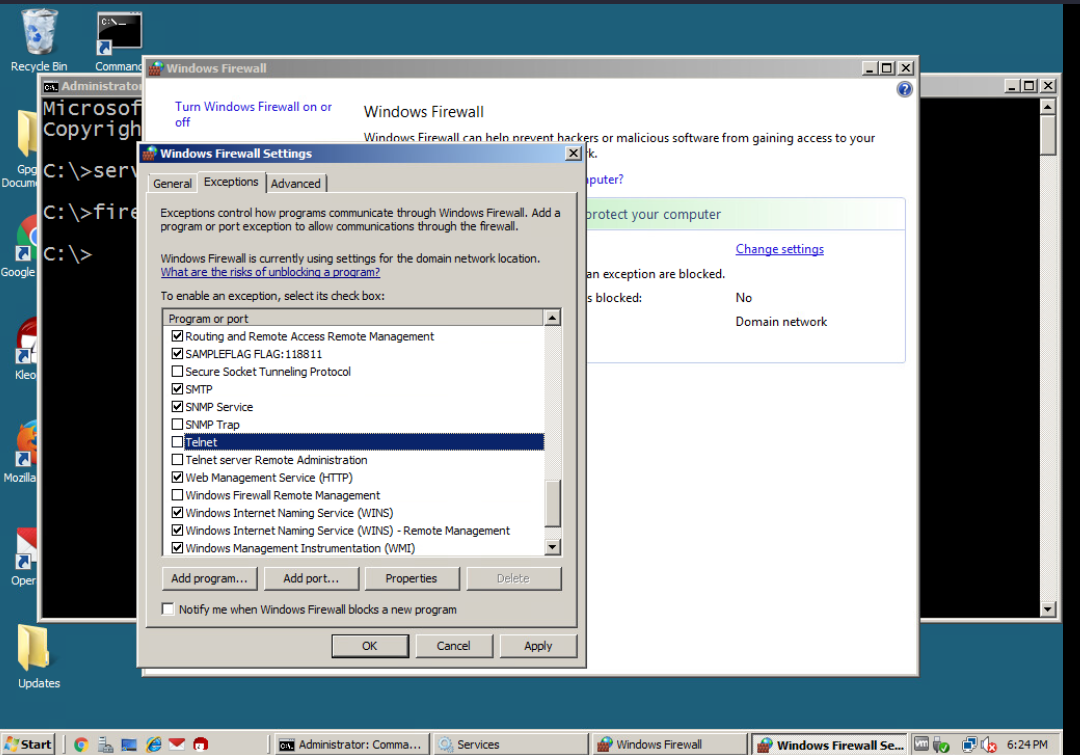 Recycle Bin
C:\>_
Command
Windows Firewall
Administrator
Turn Windows Firewall on or
off
Windows Firewall
Microsof
Copyrigh
Windows Firewall can help prevent hackers or malicious software from gaining access to your
rk.
Windows Firewall Settings
Gpg
Docum
C:\>serv
General
Exceptions
Advanced
puter?
C:\>fire
Exceptions control how programs communicate through Windows Firewall. Add a
program or port exception to allow communications through the firewall.
protect your computer
Google
C:\>
Windows Firewall is currently using settings for the domain network location.
What are the risks of unblocking a program?
Change settings
an exception are blocked.
To enable an exception, select its check box:
s blocked:
No
Domain network
Program or port
Routing and Remote Access Remote Management
SAMPLEFLAG FLAG:118811
Secure Socket Tunneling Protocol
SMTP
SNMP Service
SNMP Trap
Telnet
Telnet server Remote Administration
Web Management Service (HTTP)
Windows Firewall Remote Management
Windows Internet Naming Service (WINS)
Windows Internet Naming Service (WINS) - Remote Management
Windows Management Instrumentation (WMI)
Kleo
Mozilla
Oper
Add program...
Add port...
Properties
Delete
Notify me when Windows Firewall blocks a new program
OK
Cancel
Apply
Updates
Start
Administrator: Comma...
Services
Windows Firewall
Windows Firewall Se...
vm
6:24 PM